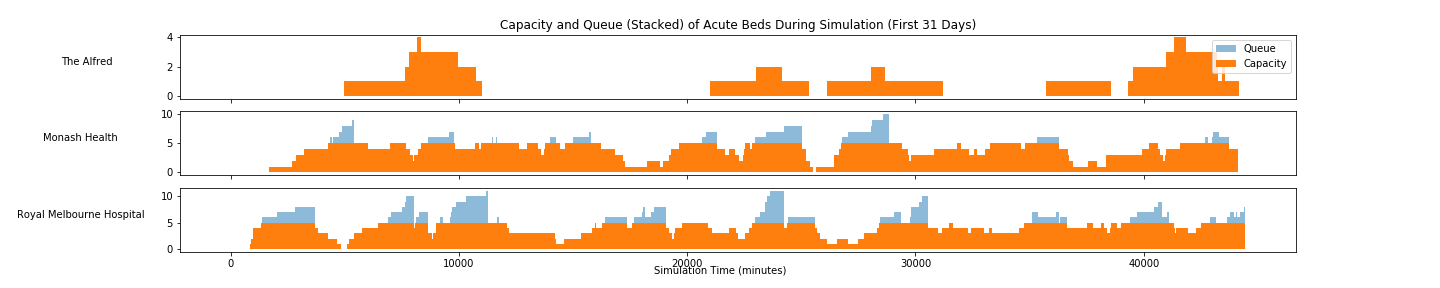 Capacity and Queue (Stacked) of Acute Beds During Simulation (First 31 Days)
The Alfred
4
2
0
Queue
Capacity
Monash Health
10
5
0
Royal Melbourne Hospital
10
5
0
0 10000 20000 30000 40000
Simulation Time (minutes)